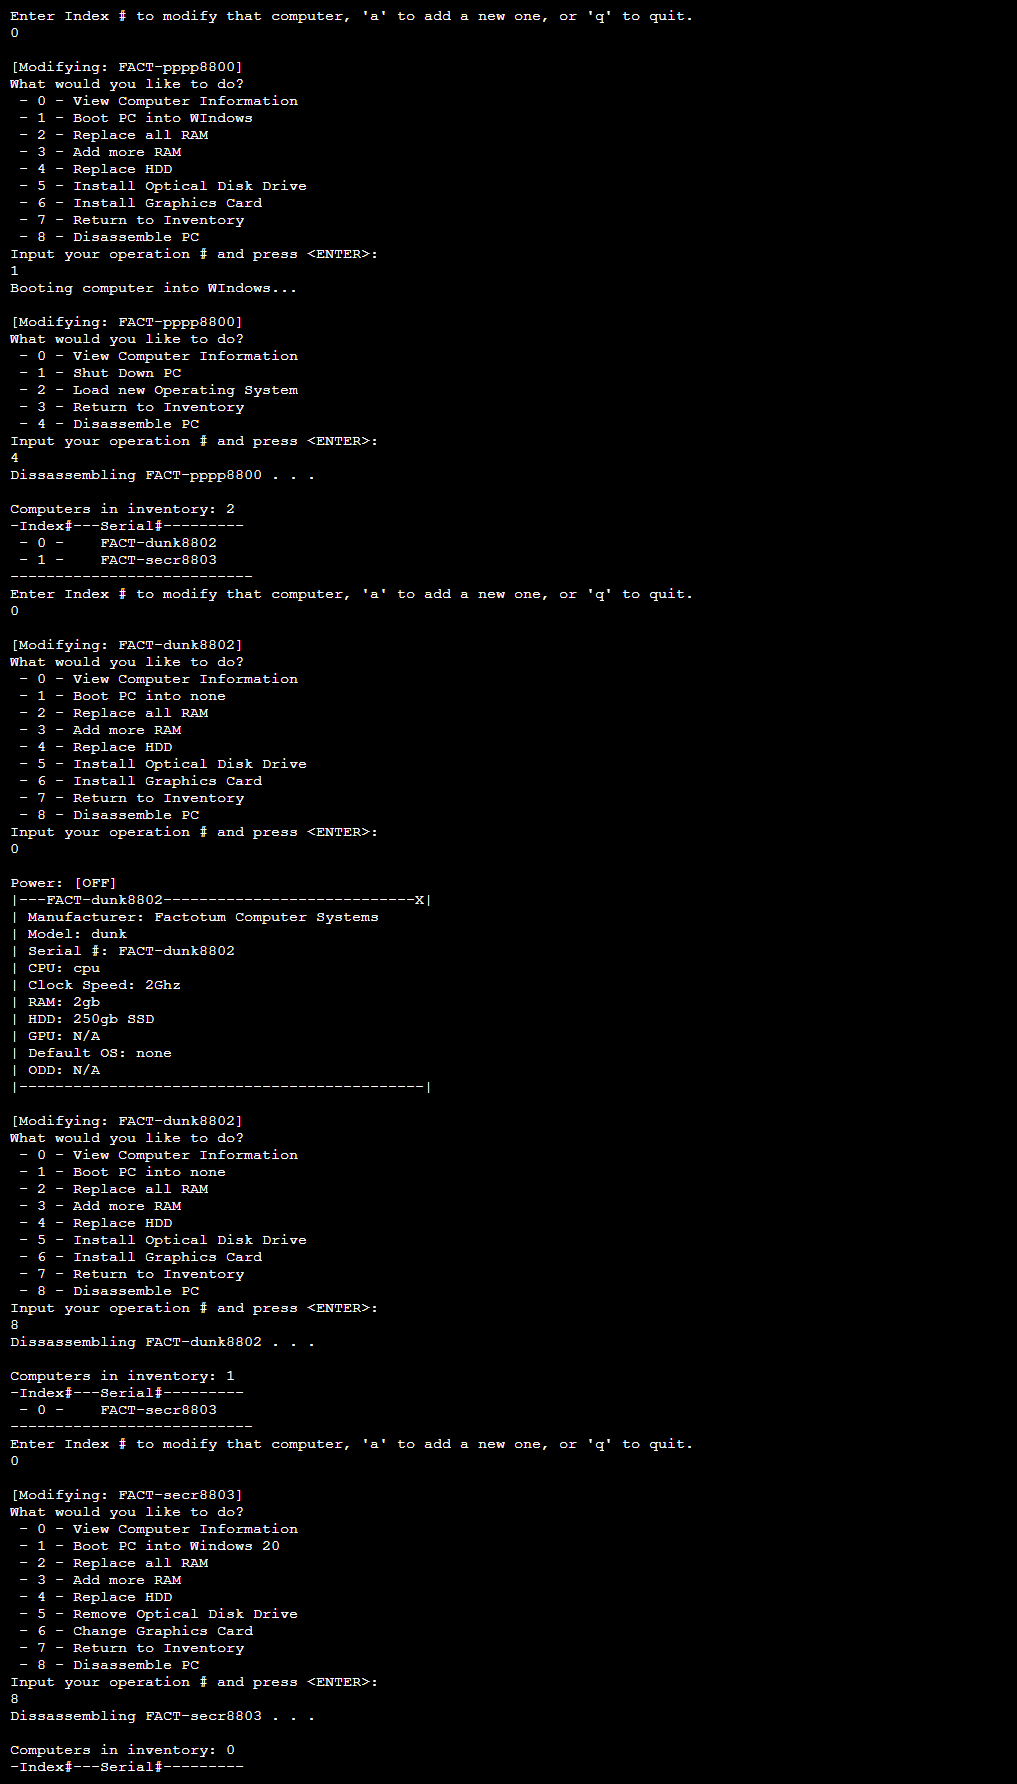 Enter Index # to modify that computer, 'a' to add a new one, or 'q' to quit.
0
[Modifying: FACT-pppp8800]
What would you like to do?
- 0 - View Computer Information
- 1 - Boot PC into WIndows
- 2 - Replace all RAM
- 3 - Add more RAM
- 4 - Replace HDD
- 5 - Install Optical Disk Drive
- 6 - Install Graphics Card
- 7 - Return to Inventory
- 8 - Disassemble PC
Input your operation # and press <ENTER>:
1
Booting computer into WIndows...
[Modifying: FACT-pppp8800]
What would you like to do?
- 0 - View Computer Information
- 1 - Shut Down PC
- 2 - Load new Operating System
- 3 - Return to Inventory
- 4 - Disassemble PC
Input your operation # and press <ENTER>:
4
Dissassembling FACT-pppp8800 . . .
Computers in inventory: 2
-Index#---Serial#---------
- 0 -    FACT-dunk8802
- 1 -    FACT-secr8803
---------------------------
Enter Index # to modify that computer, 'a' to add a new one, or 'q' to quit.
0
[Modifying: FACT-dunk8802]
What would you like to do?
- 0 - View Computer Information
- 1 - Boot PC into none
- 2 - Replace all RAM
- 3 - Add more RAM
- 4 - Replace HDD
- 5 - Install Optical Disk Drive
- 6 - Install Graphics Card
- 7 - Return to Inventory
- 8 - Disassemble PC
Input your operation # and press <ENTER>:
0
Power: [OFF]
|---FACT-dunk8802----------------------------X|
| Manufacturer: Factotum Computer Systems
| Model: dunk
| Serial #: FACT-dunk8802
| CPU: cpu
| Clock Speed: 2Ghz
| RAM: 2gb
| HDD: 250gb SSD
| GPU: N/A
| Default OS: none
| ODD: N/A
|---------------------------------------------|
[Modifying: FACT-dunk8802]
What would you like to do?
- 0 - View Computer Information
- 1 - Boot PC into none
- 2 - Replace all RAM
- 3 - Add more RAM
- 4 - Replace HDD
- 5 - Install Optical Disk Drive
- 6 - Install Graphics Card
- 7 - Return to Inventory
- 8 - Disassemble PC
Input your operation # and press <ENTER>:
8
Dissassembling FACT-dunk8802 . . .
Computers in inventory: 1
-Index#---Serial#---------
- 0 -    FACT-secr8803
---------------------------
Enter Index # to modify that computer, 'a' to add a new one, or 'q' to quit.
0
[Modifying: FACT-secr8803]
What would you like to do?
- 0 - View Computer Information
- 1 - Boot PC into Windows 20
- 2 - Replace all RAM
- 3 - Add more RAM
- 4 - Replace HDD
- 5 - Remove Optical Disk Drive
- 6 - Change Graphics Card
- 7 - Return to Inventory
- 8 - Disassemble PC
Input your operation # and press <ENTER>:
8
Dissassembling FACT-secr8803 . . .
Computers in inventory: 0
-Index#---Serial#---------